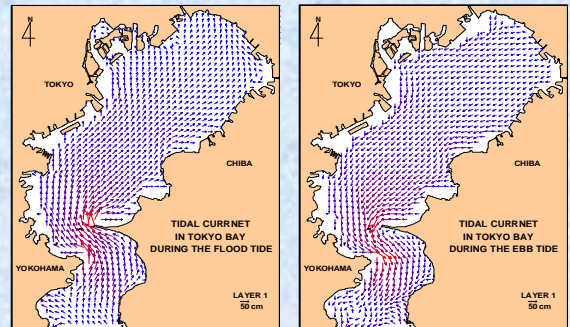 N
TOKYO
CHIBA
TIDAL CURRNET
IN TOKYO BAY
DURING THE FLOOD TIDE
YOKOHAMA
LAYER 1
50 cm
N
TOKYO
CHIBA
TIDAL CURRNET
IN TOKYO BAY
DURING THE EBB TIDE
YOKOHAMA
LAYER 1
50 cm